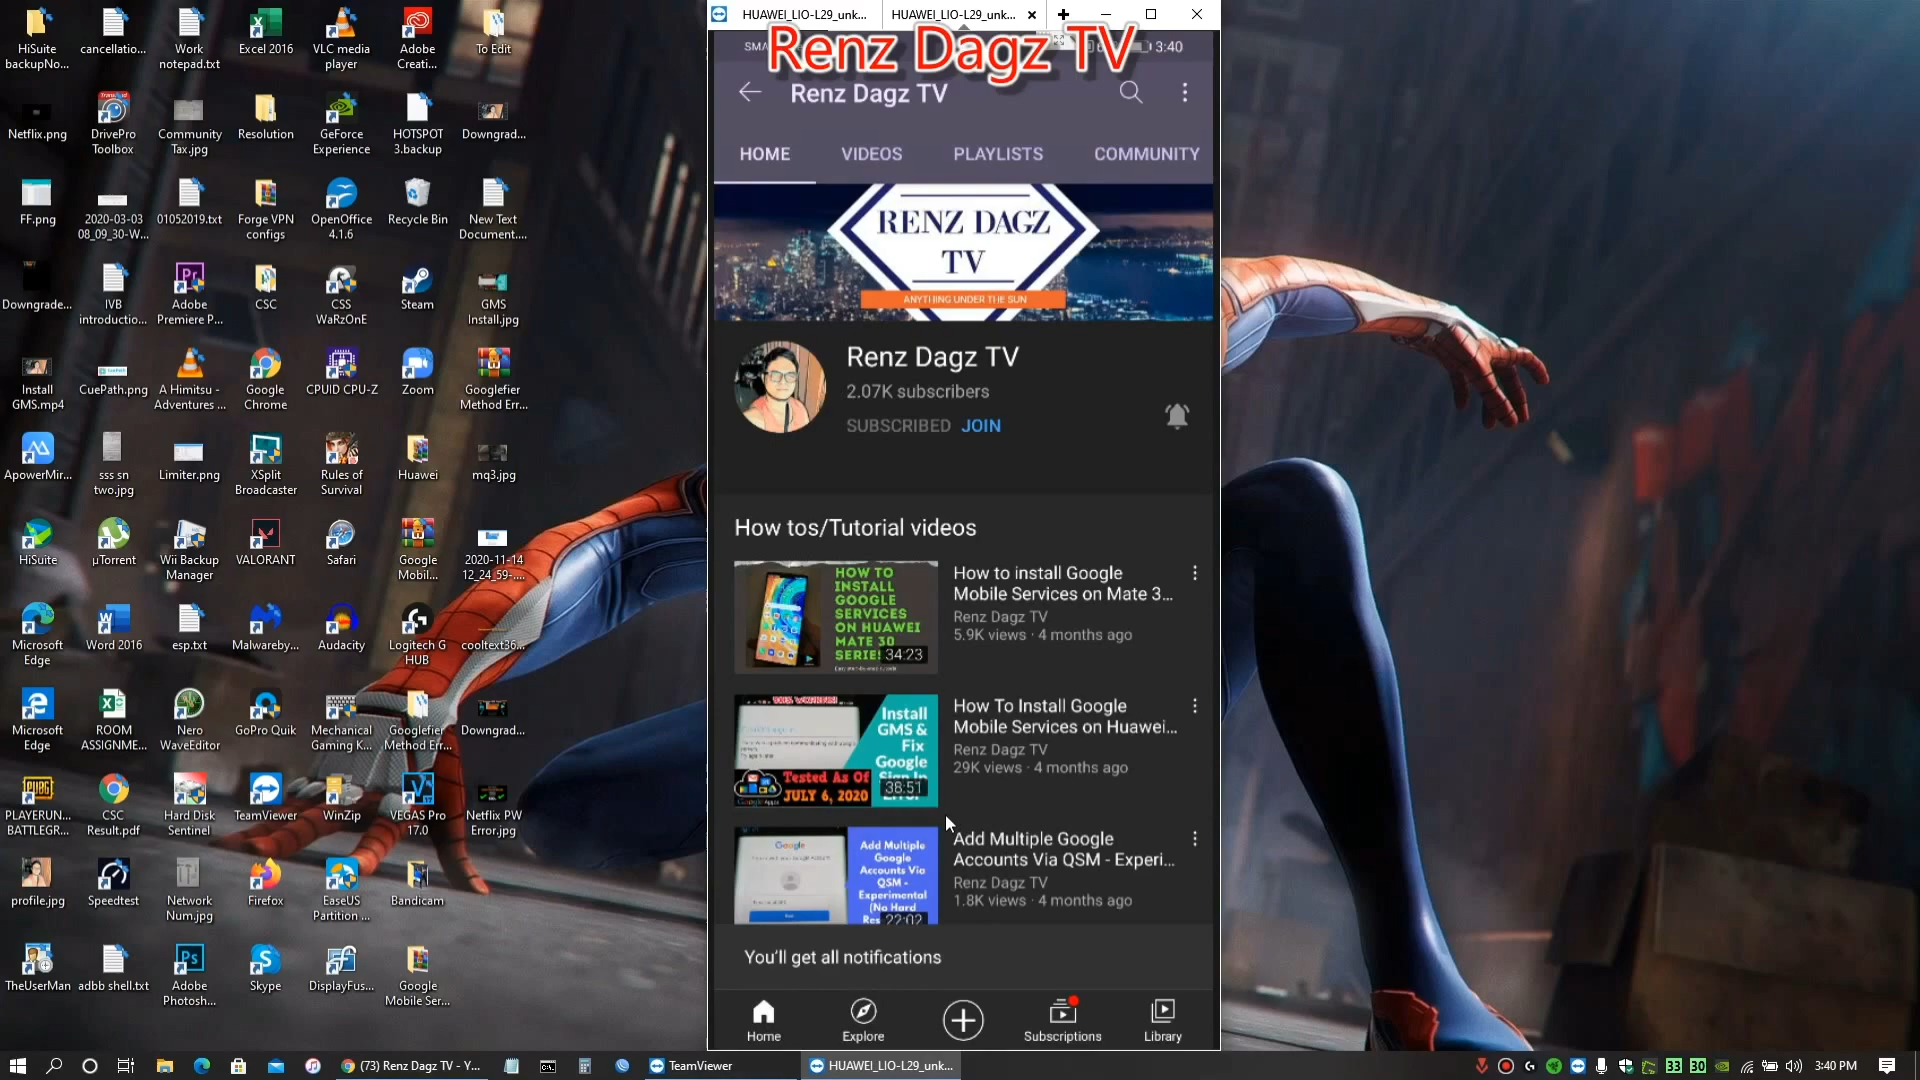 HiSuite backupNo...
cancellatio...
Work notepad.txt
Excel 2016
VLC media player
Adobe Creati...
To Edit
Netflix.png
DrivePro Toolbox
Community Tax.jpg
Resolution
GeForce Experience
HOTSPOT 3.backup
Downgrad...
FF.png
2020-03-03 08_09_30-W...
01052019.txt
Forge VPN configs
OpenOffice 4.1.6
Recycle Bin
New Text Document....
Downgrade...
IVB introductio...
Adobe Premiere P...
CSC
CSS WaRzOnE
Steam
GMS Install.jpg
Install GMS.mp4
CuePath.png
A Himitsu - Adventures ...
Google Chrome
CPUID CPU-Z
Zoom
Googlefier Method Err...
ApowerMir...
sss sn two.jpg
Limiter.png
XSplit Broadcaster
Rules of Survival
Huawei
mq3.jpg
HiSuite
µTorrent
Wii Backup Manager
VALORANT
Safari
Google Mobil...
2020-11-14 12_24_59-...
Microsoft Edge
Word 2016
esp.txt
Malwareby...
Audacity
Logitech G HUB
cooltext36...
Microsoft Edge
ROOM ASSIGNME...
Nero WaveEditor
GoPro Quik
Mechanical Gaming K...
Googlefier Method Err...
Downgrad...
PLAYERUN... BATTLEGR...
CSC Result.pdf
Hard Disk Sentinel
TeamViewer
WinZip
VEGAS Pro 17.0
Netflix PW Error.jpg
profile.jpg
Speedtest
Network Num.jpg
Firefox
EaseUS Partition ...
Bandicam
TheUserMan
adbb shell.txt
Adobe Photosh...
Skype
DisplayFus...
Google Mobile Ser...
HUAWEI_LIO-L29_unk...
HUAWEI_LIO-L29_unk...
Renz Dagz TV
3:40
Renz Dagz TV
HOME VIDEOS PLAYLISTS COMMUNITY
RENZ DAGZ
TV
ANYTHING UNDER THE SUN
Renz Dagz TV
2.07K subscribers
SUBSCRIBED JOIN
How tos/Tutorial videos
HOW TO
INSTALL
GOOGLE
SERVICES
ON HUAWEI
MATE 30
SERIES
34:23
How to install Google
Mobile Services on Mate 3...
Renz Dagz TV
5.9K views · 4 months ago
Install
GMS &
Fix
Google
Sign In
Tested As Of
JULY 6, 2020
38:51
How To Install Google
Mobile Services on Huawei...
Renz Dagz TV
29K views · 4 months ago
Google
Add Multiple
Google
Accounts Via
QSM -
Experimental
(No Hard
22:02
Add Multiple Google
Accounts Via QSM - Experi...
Renz Dagz TV
1.8K views · 4 months ago
You'll get all notifications
Home Explore Subscriptions Library
(73) Renz Dagz TV - Y...
TeamViewer
HUAWEI_LIO-L29_unk...
33 30
3:40 PM